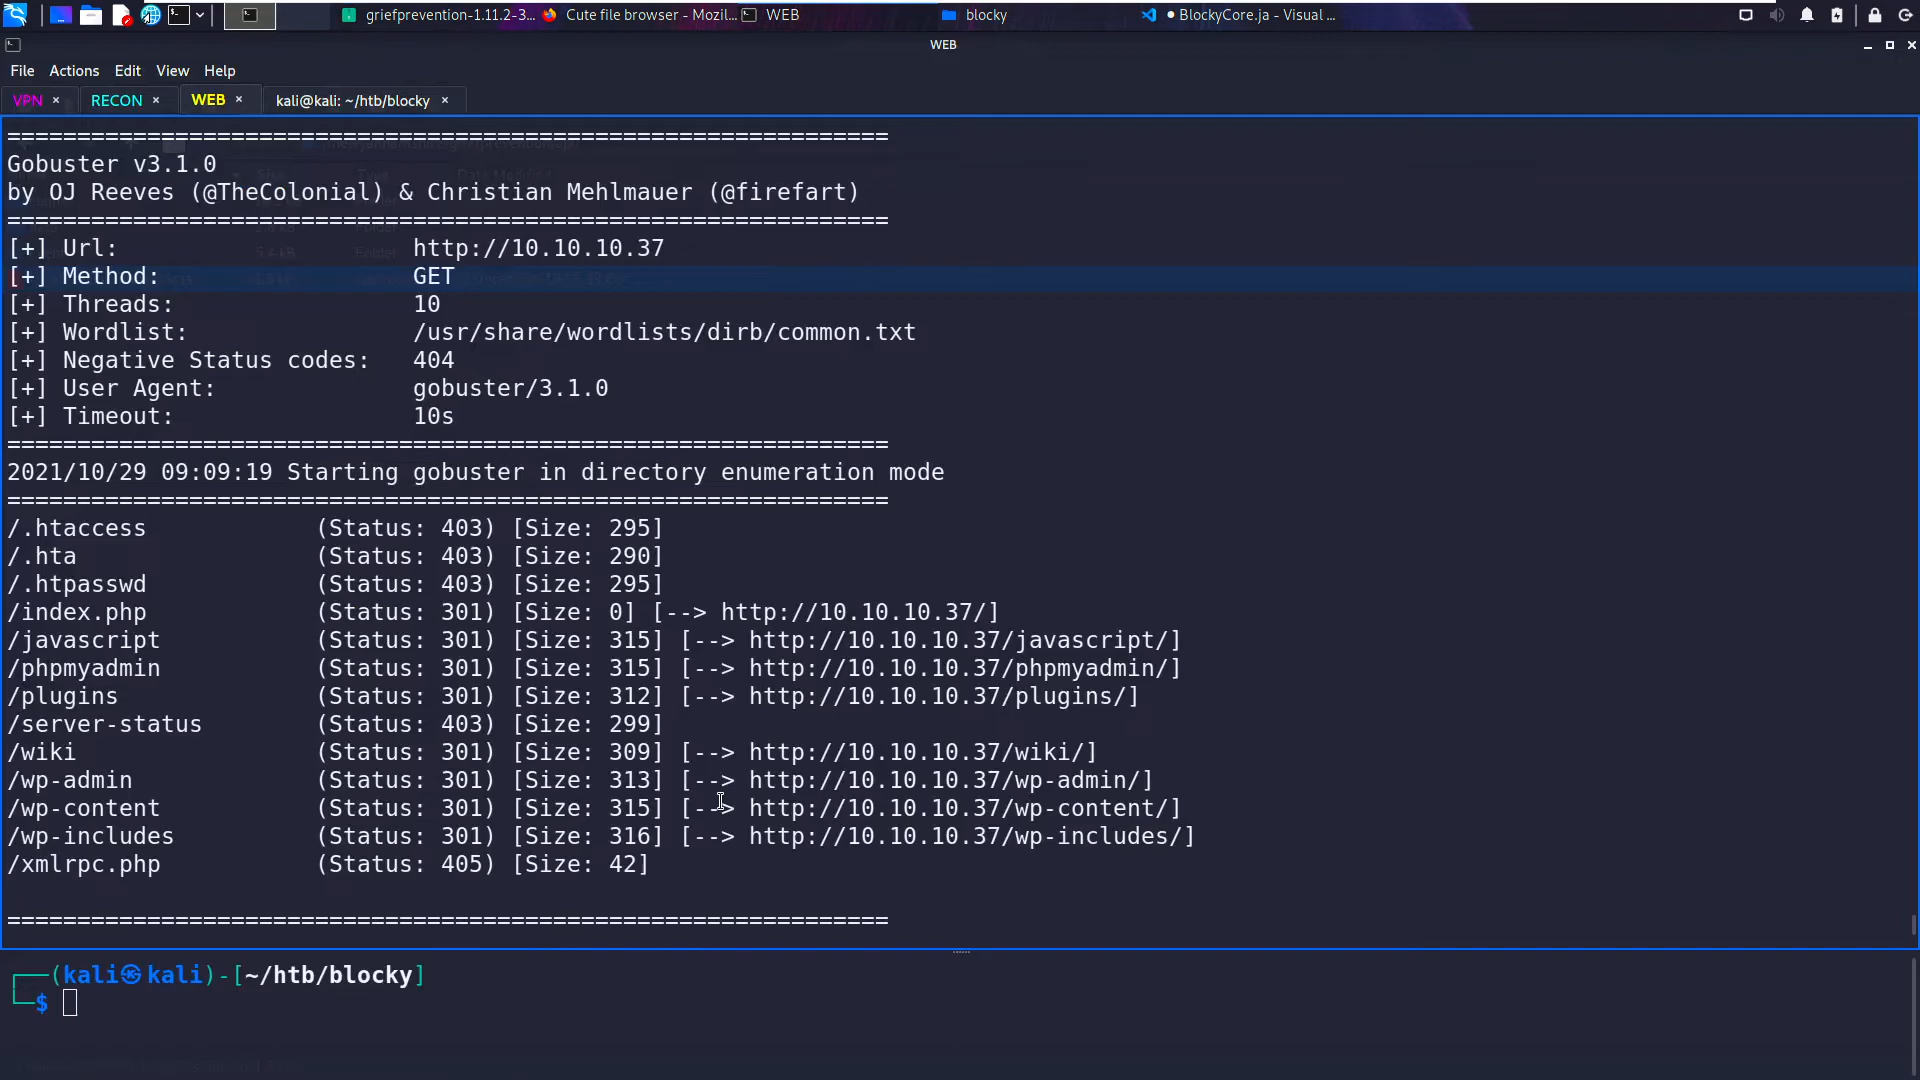 griefprevention-1.11.2-3... Cute file browser - Mozil... WEB blocky ● BlockyCore.ja - Visual ...
WEB
File Actions Edit View Help
VPN × RECON × WEB × kali@kali: ~/htb/blocky ×
===============================================================
Gobuster v3.1.0
by OJ Reeves (@TheColonial) & Christian Mehlmauer (@firefart)
===============================================================
[+] Url: http://10.10.10.37
[+] Method: GET
[+] Threads: 10
[+] Wordlist: /usr/share/wordlists/dirb/common.txt
[+] Negative Status codes: 404
[+] User Agent: gobuster/3.1.0
[+] Timeout: 10s
===============================================================
2021/10/29 09:09:19 Starting gobuster in directory enumeration mode
===============================================================
/.htaccess (Status: 403) [Size: 295]
/.hta (Status: 403) [Size: 290]
/.htpasswd (Status: 403) [Size: 295]
/index.php (Status: 301) [Size: 0] [--> http://10.10.10.37/]
/javascript (Status: 301) [Size: 315] [--> http://10.10.10.37/javascript/]
/phpmyadmin (Status: 301) [Size: 315] [--> http://10.10.10.37/phpmyadmin/]
/plugins (Status: 301) [Size: 312] [--> http://10.10.10.37/plugins/]
/server-status (Status: 403) [Size: 299]
/wiki (Status: 301) [Size: 309] [--> http://10.10.10.37/wiki/]
/wp-admin (Status: 301) [Size: 313] [--> http://10.10.10.37/wp-admin/]
/wp-content (Status: 301) [Size: 315] [--> http://10.10.10.37/wp-content/]
/wp-includes (Status: 301) [Size: 316] [--> http://10.10.10.37/wp-includes/]
/xmlrpc.php (Status: 405) [Size: 42]
===============================================================
┌──(kali㉿kali)-[~/htb/blocky]
└─$